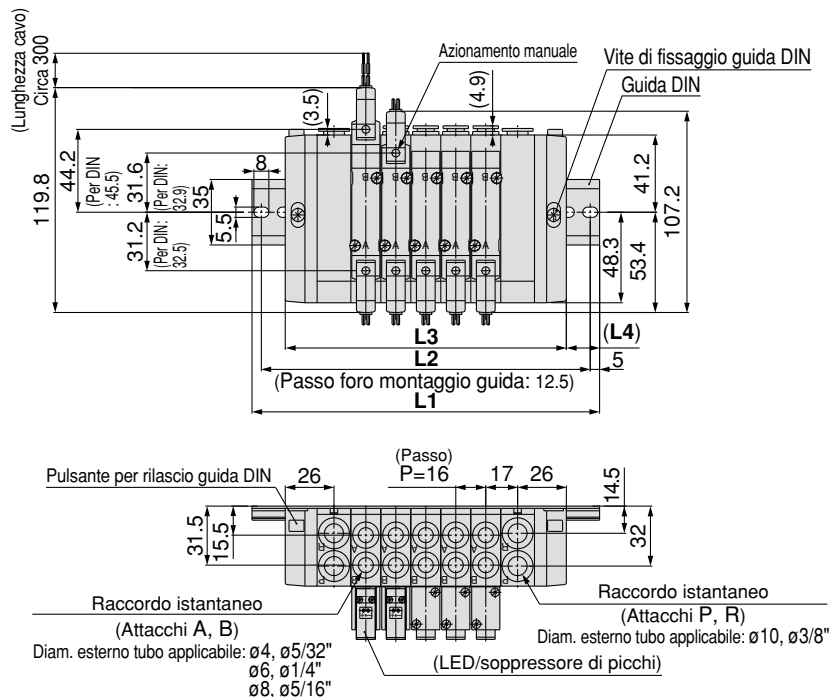 (Lunghezza cavo)
Circa 300
119.8
44.2
(Per DIN
: 45.5)
31.6
(Per DIN:
32.9)
31.2
(Per DIN:
32.5)
8
35
5.5
(3.5)
Azionamento manuale
(4.9)
Vite di fissaggio guida DIN
Guida DIN
41.2
107.2
48.3
53.4
B B B B B
A A A A A
L3
(L4)
L2
5
(Passo foro montaggio guida: 12.5)
L1
Pulsante per rilascio guida DIN
26
(Passo)
P=16
17
26
14.5
31.5
15.5
32
Raccordo istantaneo
(Attacchi A, B)
Diam. esterno tubo applicabile: ø4, ø5/32"
ø6, ø1/4"
ø8, ø5/16"
(LED/soppressore di picchi)
Raccordo istantaneo
(Attacchi P, R)
Diam. esterno tubo applicabile: ø10, ø3/8"